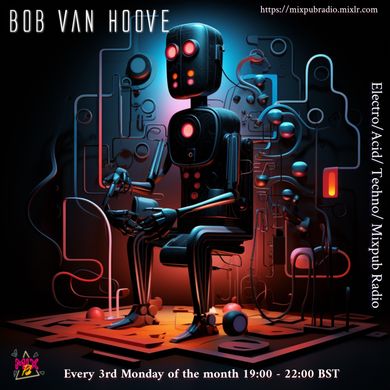 BOB VAN HOOVE
https://mixpubradio.mixlr.com
Electro/Acid/ Techno/ Mixpub Radio
MIX
Every 3rd Monday of the month 19:00 - 22:00 BST